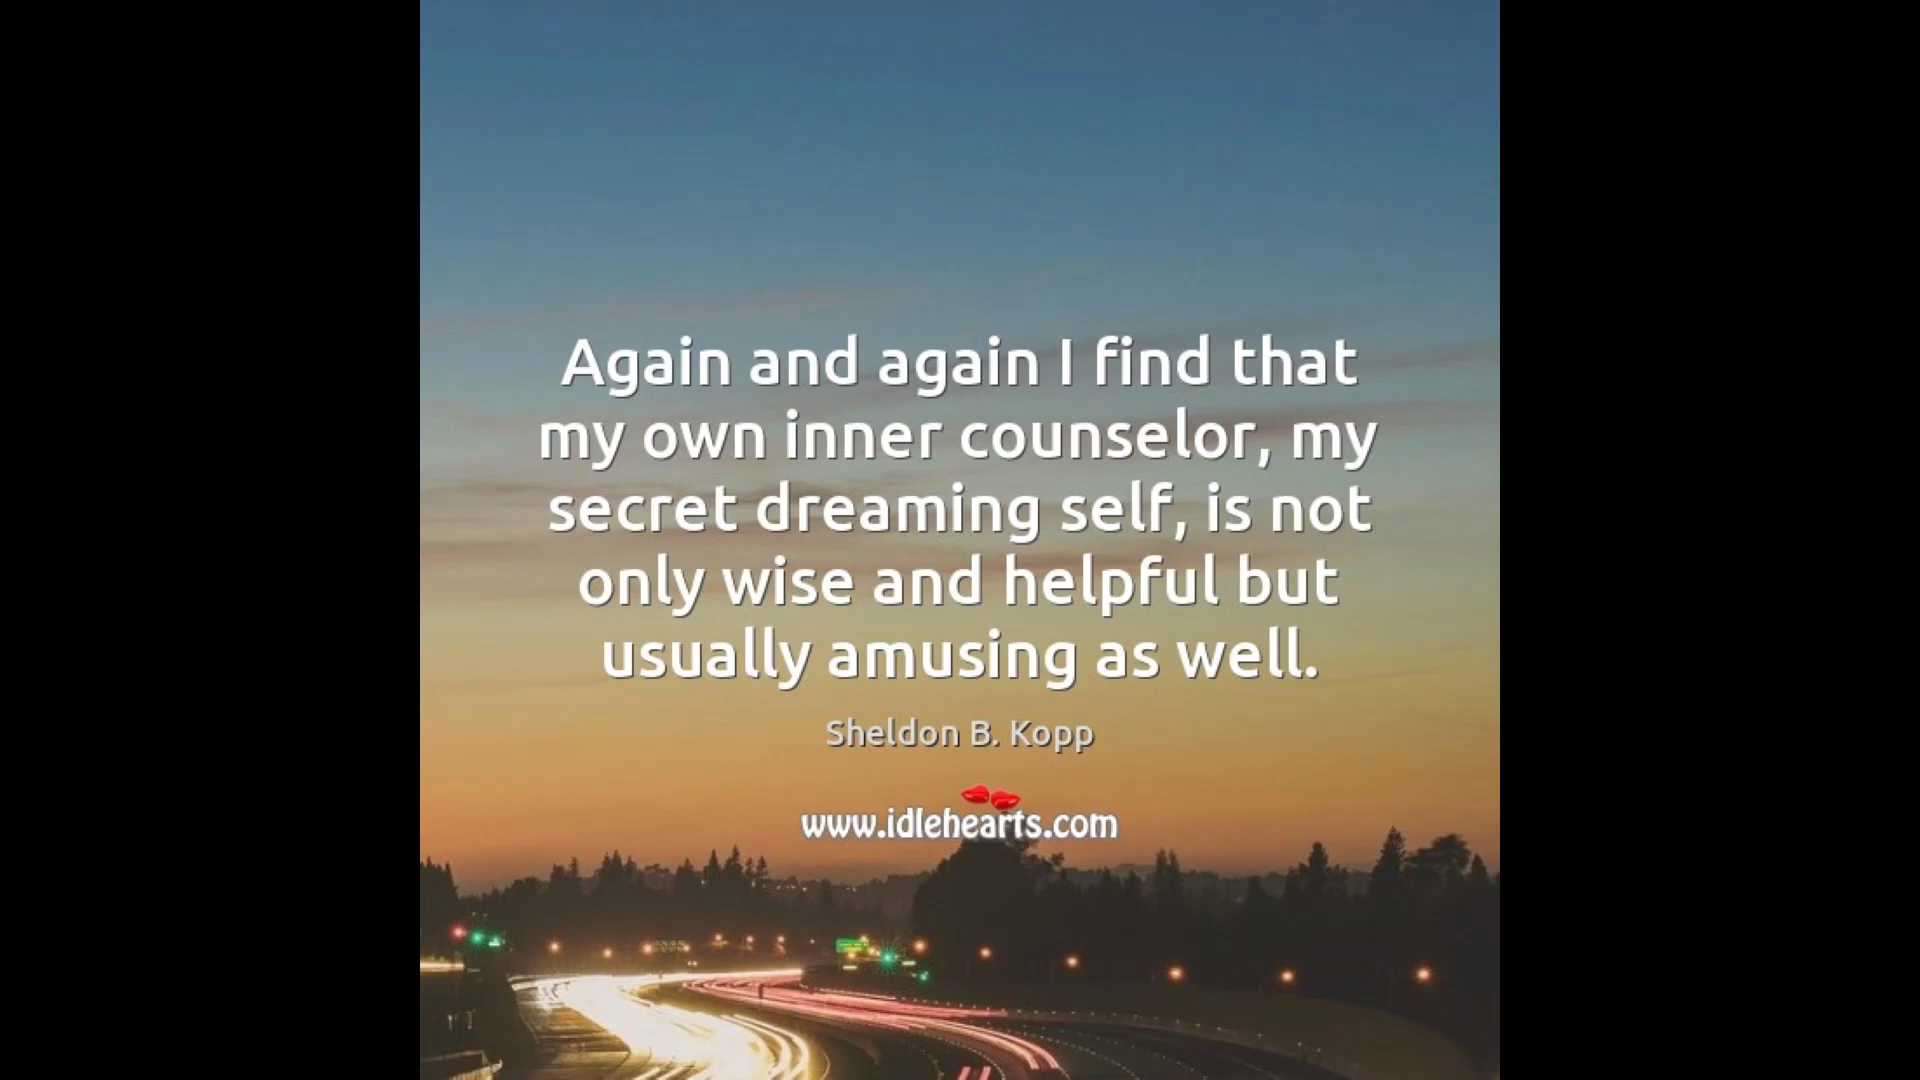 Again and again I find that
my own inner counselor, my
secret dreaming self, is not
only wise and helpful but
usually amusing as well.
Sheldon B. Kopp
www.idlehearts.com